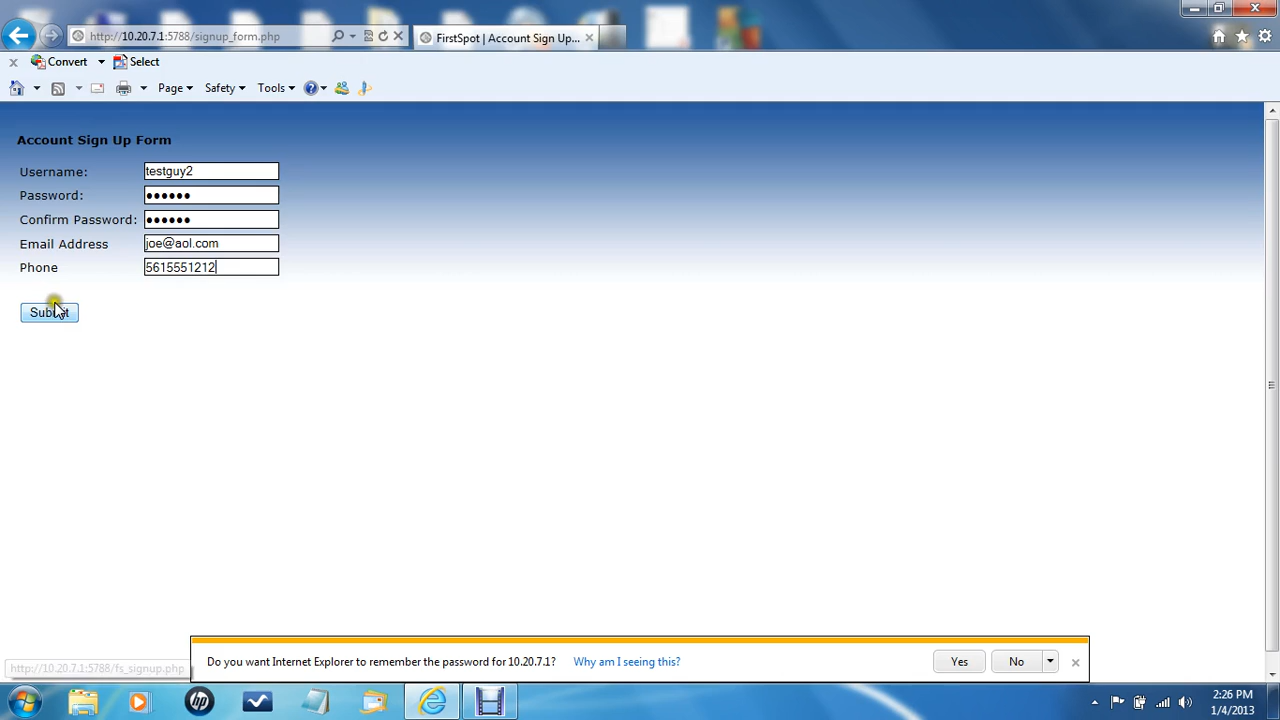 http://10.20.7.1:5788/signup_form.php
FirstSpot | Account Sign Up...
Convert
Select
Page
Safety
Tools
Account Sign Up Form
Username: testguy2
Password: ••••••
Confirm Password: ••••••
Email Address joe@aol.com
Phone 5615551212
Submit
Do you want Internet Explorer to remember the password for 10.20.7.1? Why am I seeing this? Yes No
http://10.20.7.1:5788/fs_signup.php
hp
2:26 PM
1/4/2013